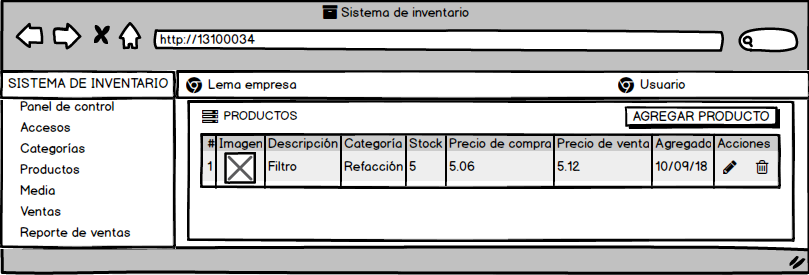 Sistema de inventario
http://13100034
SISTEMA DE INVENTARIO
Lema empresa
Usuario
Panel de control
Accesos
Categorías
Productos
Media
Ventas
Reporte de ventas
PRODUCTOS
AGREGAR PRODUCTO
# Imagen Descripción Categoría Stock Precio de compra Precio de venta Agregado Acciones
1 Filtro Refacción 5 5.06 5.12 10/09/18